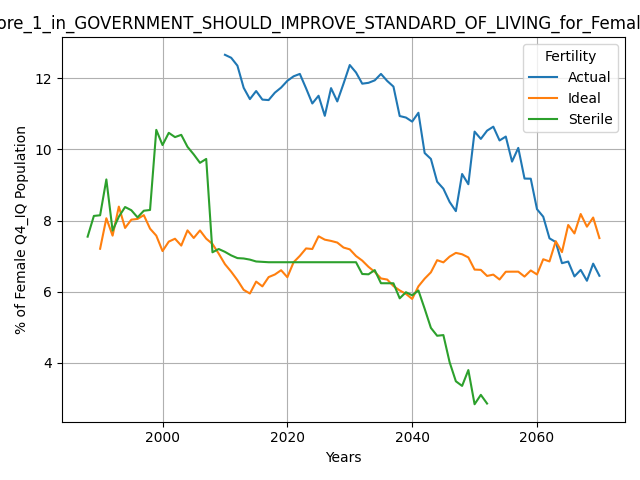 ore_1_in_GOVERNMENT_SHOULD_IMPROVE_STANDARD_OF_LIVING_for_Femal
% of Female Q4_IQ Population
12
10
8
6
4
2000 2020 2040 2060
Years
Fertility
Actual
Ideal
Sterile